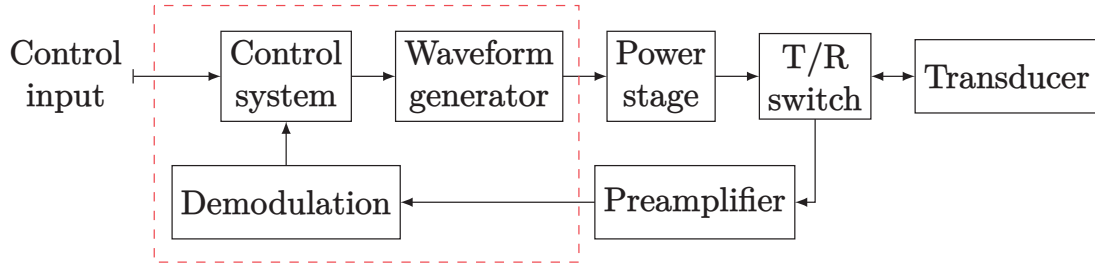 Control
input
Control
system
Waveform
generator
Power
stage
T/R
switch
Transducer
Demodulation
Preamplifier